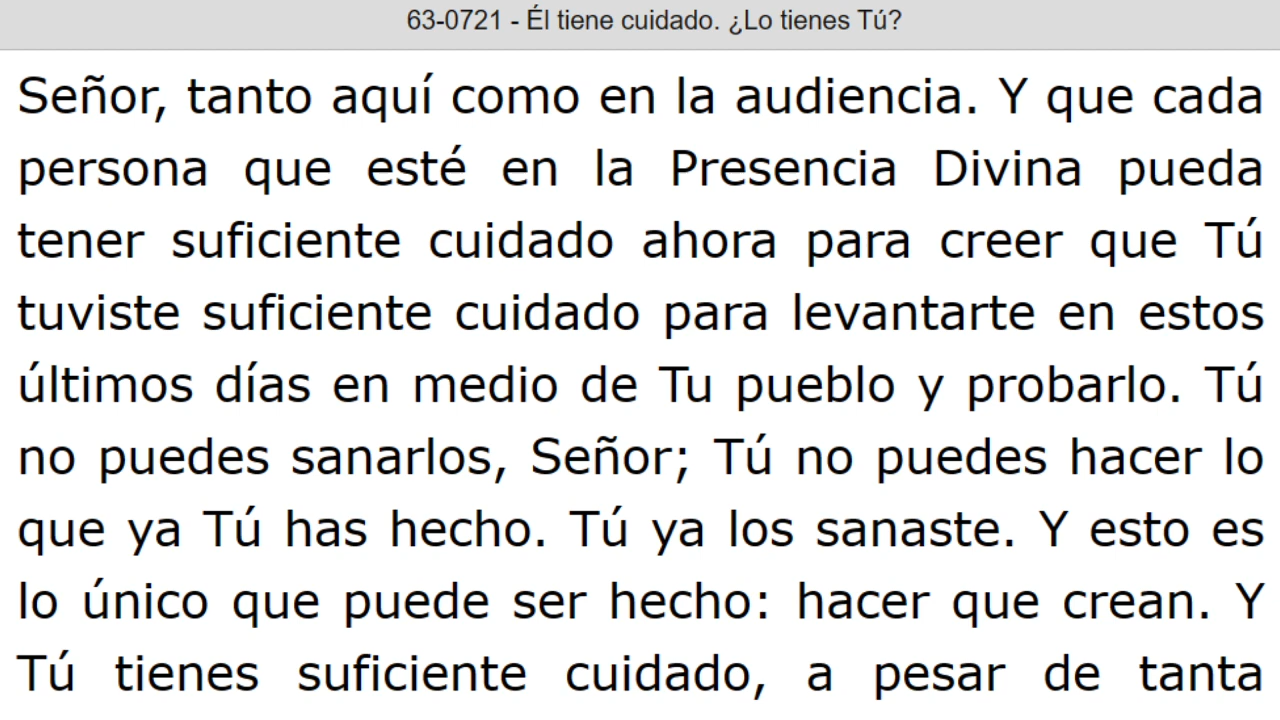 63-0721 - Él tiene cuidado. ¿Lo tienes Tú?
Señor, tanto aquí como en la audiencia. Y que cada
persona que esté en la Presencia Divina pueda
tener suficiente cuidado ahora para creer que Tú
tuviste suficiente cuidado para levantarte en estos
últimos días en medio de Tu pueblo y probarlo. Tú
no puedes sanarlos, Señor; Tú no puedes hacer lo
que ya Tú has hecho. Tú ya los sanaste. Y esto es
lo único que puede ser hecho: hacer que crean. Y
Tú tienes suficiente cuidado, a pesar de tanta